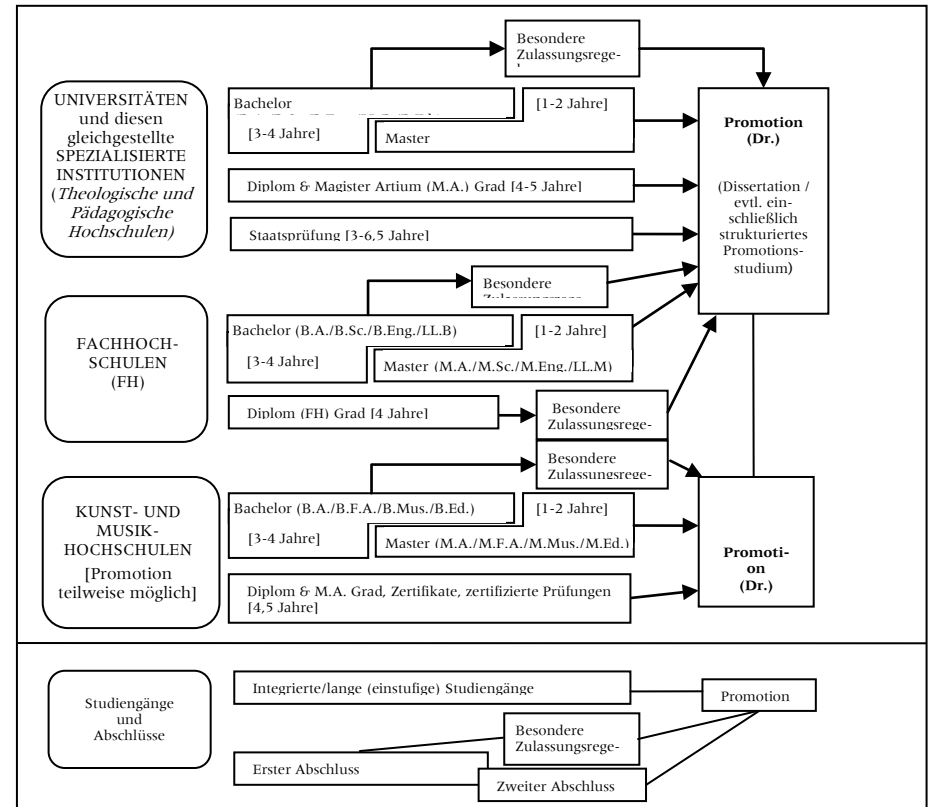 Besondere
Zulassungsrege-
UNIVERSITÄTEN
und diesen
gleichgestellte
SPEZIALISIERTE
INSTITUTIONEN
(Theologische und
Pädagogische
Hochschulen)
Bachelor
[3-4 Jahre]
[1-2 Jahre]
Master
Diplom & Magister Artium (M.A.) Grad [4-5 Jahre]
Staatsprüfung [3-6,5 Jahre]
Promotion
(Dr.)
(Dissertation /
evtl. ein-
schließlich
strukturiertes
Promotions-
studium)
FACHHOCH-
SCHULEN
(FH)
Besondere
Bachelor (B.A./B.Sc./B.Eng./LL.B)
[3-4 Jahre]
[1-2 Jahre]
Master (M.A./M.Sc./M.Eng./LL.M)
Diplom (FH) Grad [4 Jahre]
Besondere
Zulassungsrege-
KUNST- UND
MUSIK-
HOCHSCHULEN
[Promotion
teilweise möglich]
Besondere
Zulassungsrege-
Bachelor (B.A./B.F.A./B.Mus./B.Ed.)
[3-4 Jahre]
[1-2 Jahre]
Master (M.A./M.F.A./M.Mus./M.Ed.)
Diplom & M.A. Grad, Zertifikate, zertifizierte Prüfungen
[4,5 Jahre]
Promoti-
on
(Dr.)
Studiengänge
und
Abschlüsse
Integrierte/lange (einstufige) Studiengänge
Promotion
Besondere
Zulassungsrege-
Erster Abschluss
Zweiter Abschluss